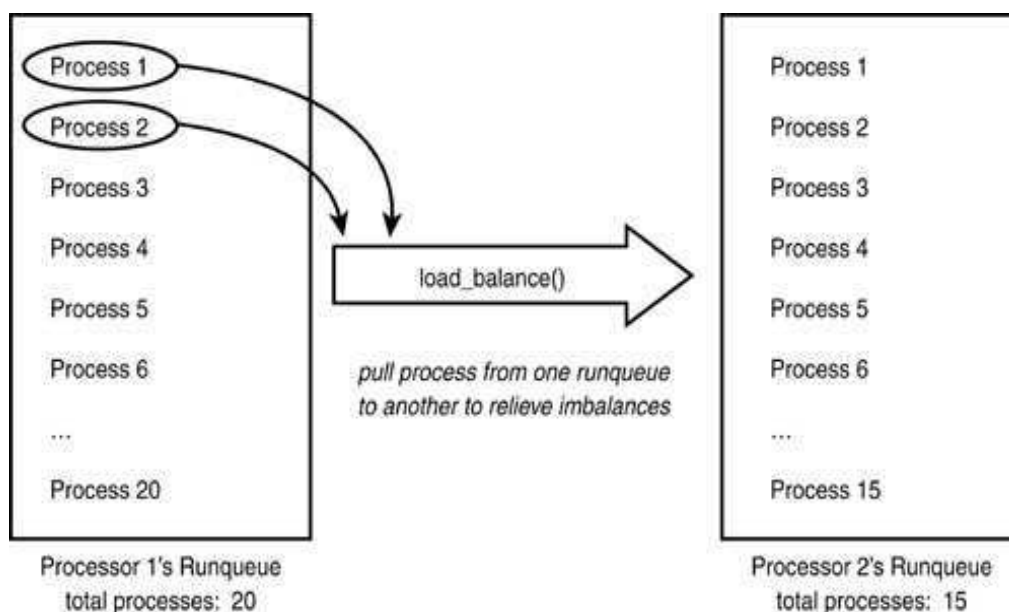 Process 1
Process 2
Process 3
Process 4
Process 5
Process 6
...
Process 20
Processor 1's Runqueue
total processes: 20
load_balance()
pull process from one runqueue
to another to relieve imbalances
Process 1
Process 2
Process 3
Process 4
Process 5
Process 6
...
Process 15
Processor 2's Runqueue
total processes: 15